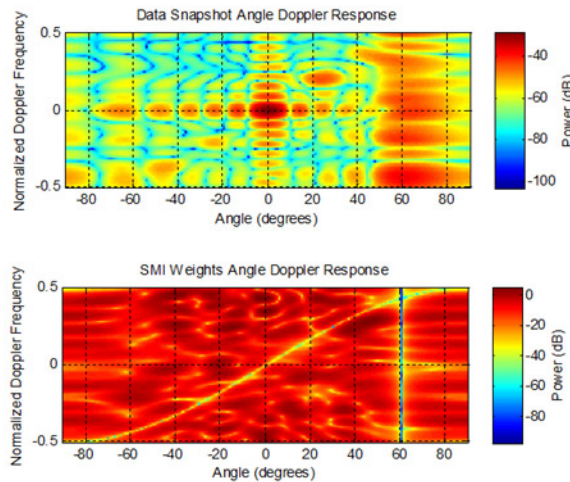 Data Snapshot Angle Doppler Response
Normalized Doppler Frequency
0.5
0
-0.5
-80 -60 -40 -20 0 20 40 60 80
Angle (degrees)
-40
-60
-80
-100
Power (dB)
SMI Weights Angle Doppler Response
Normalized Doppler Frequency
0.5
0
-0.5
-80 -60 -40 -20 0 20 40 60 80
Angle (degrees)
0
-20
-40
-60
-80
Power (dB)